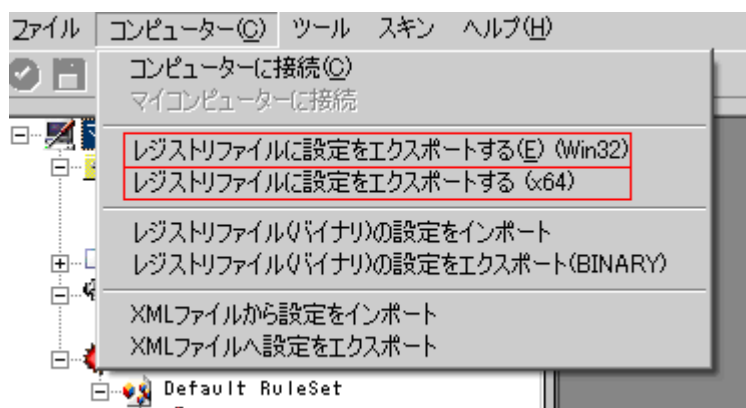 ファイル コンピューター(C) ツール スキン ヘルプ(H)
コンピューターに接続(C)
マイコンピューターに接続
レジストリファイルに設定をエクスポートする(E) (Win32)
レジストリファイルに設定をエクスポートする (x64)
レジストリファイル(バイナリ)の設定をインポート
レジストリファイル(バイナリ)の設定をエクスポート(BINARY)
XMLファイルから設定をインポート
XMLファイルへ設定をエクスポート
Default RuleSet